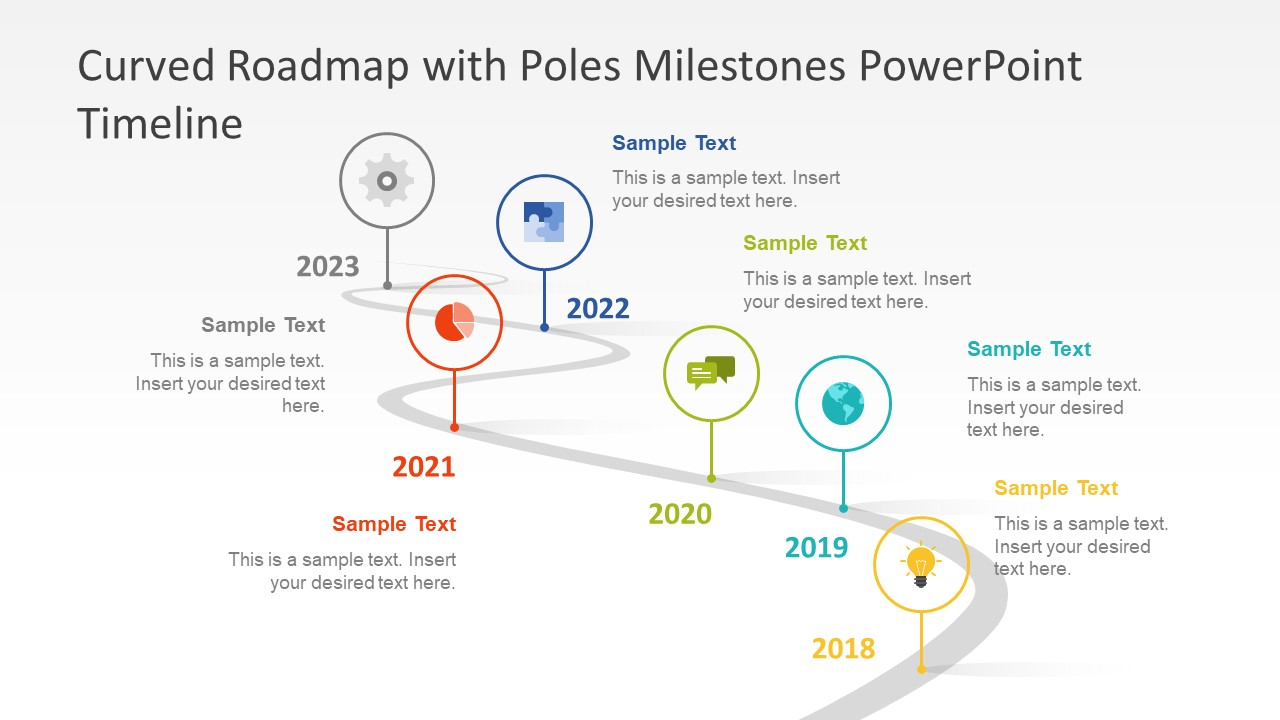 Curved Roadmap with Poles Milestones PowerPoint
Timeline
Sample Text
This is a sample text. Insert
your desired text here.
2023
2022
Sample Text
This is a sample text. Insert
your desired text here.
Sample Text
This is a sample text.
Insert your desired text
here.
Sample Text
This is a sample text.
Insert your desired
text here.
2021
2020
2019
Sample Text
This is a sample text.
Insert your desired
text here.
Sample Text
This is a sample text. Insert
your desired text here.
2018